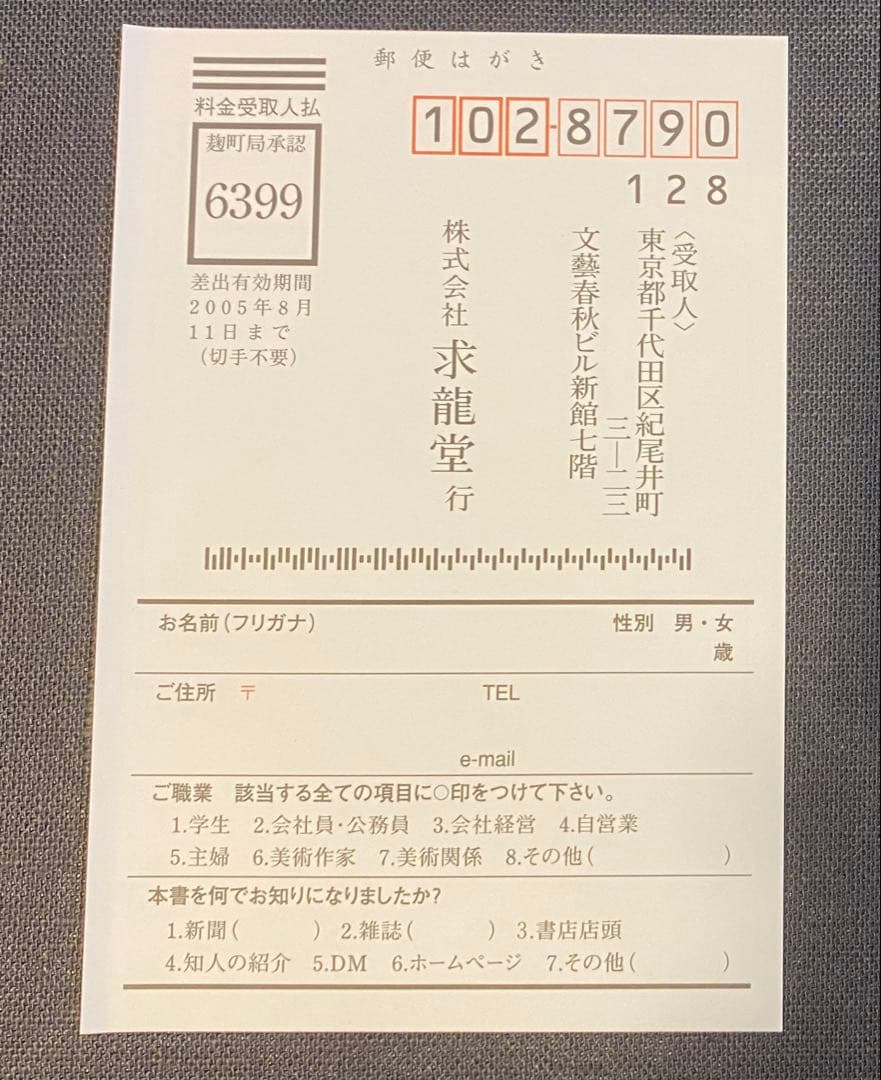 郵便はがき
料金受取人払
麹町局承認
6399
差出有効期間
2005年8月
11日まで
(切手不要)
102-8790
128
〈受取人〉
東京都千代田区紀尾井町
三―二三
文藝春秋ビル新館七階
株式会社 求龍堂 行
お名前(フリガナ) 性別 男・女
歳
ご住所 〒 TEL
e-mail
ご職業 該当する全ての項目に○印をつけて下さい。
1.学生 2.会社員・公務員 3.会社経営 4.自営業
5.主婦 6.美術作家 7.美術関係 8.その他( )
本書を何でお知りになりましたか?
1.新聞( ) 2.雑誌( ) 3.書店店頭
4.知人の紹介 5.DM 6.ホームページ 7.その他( )